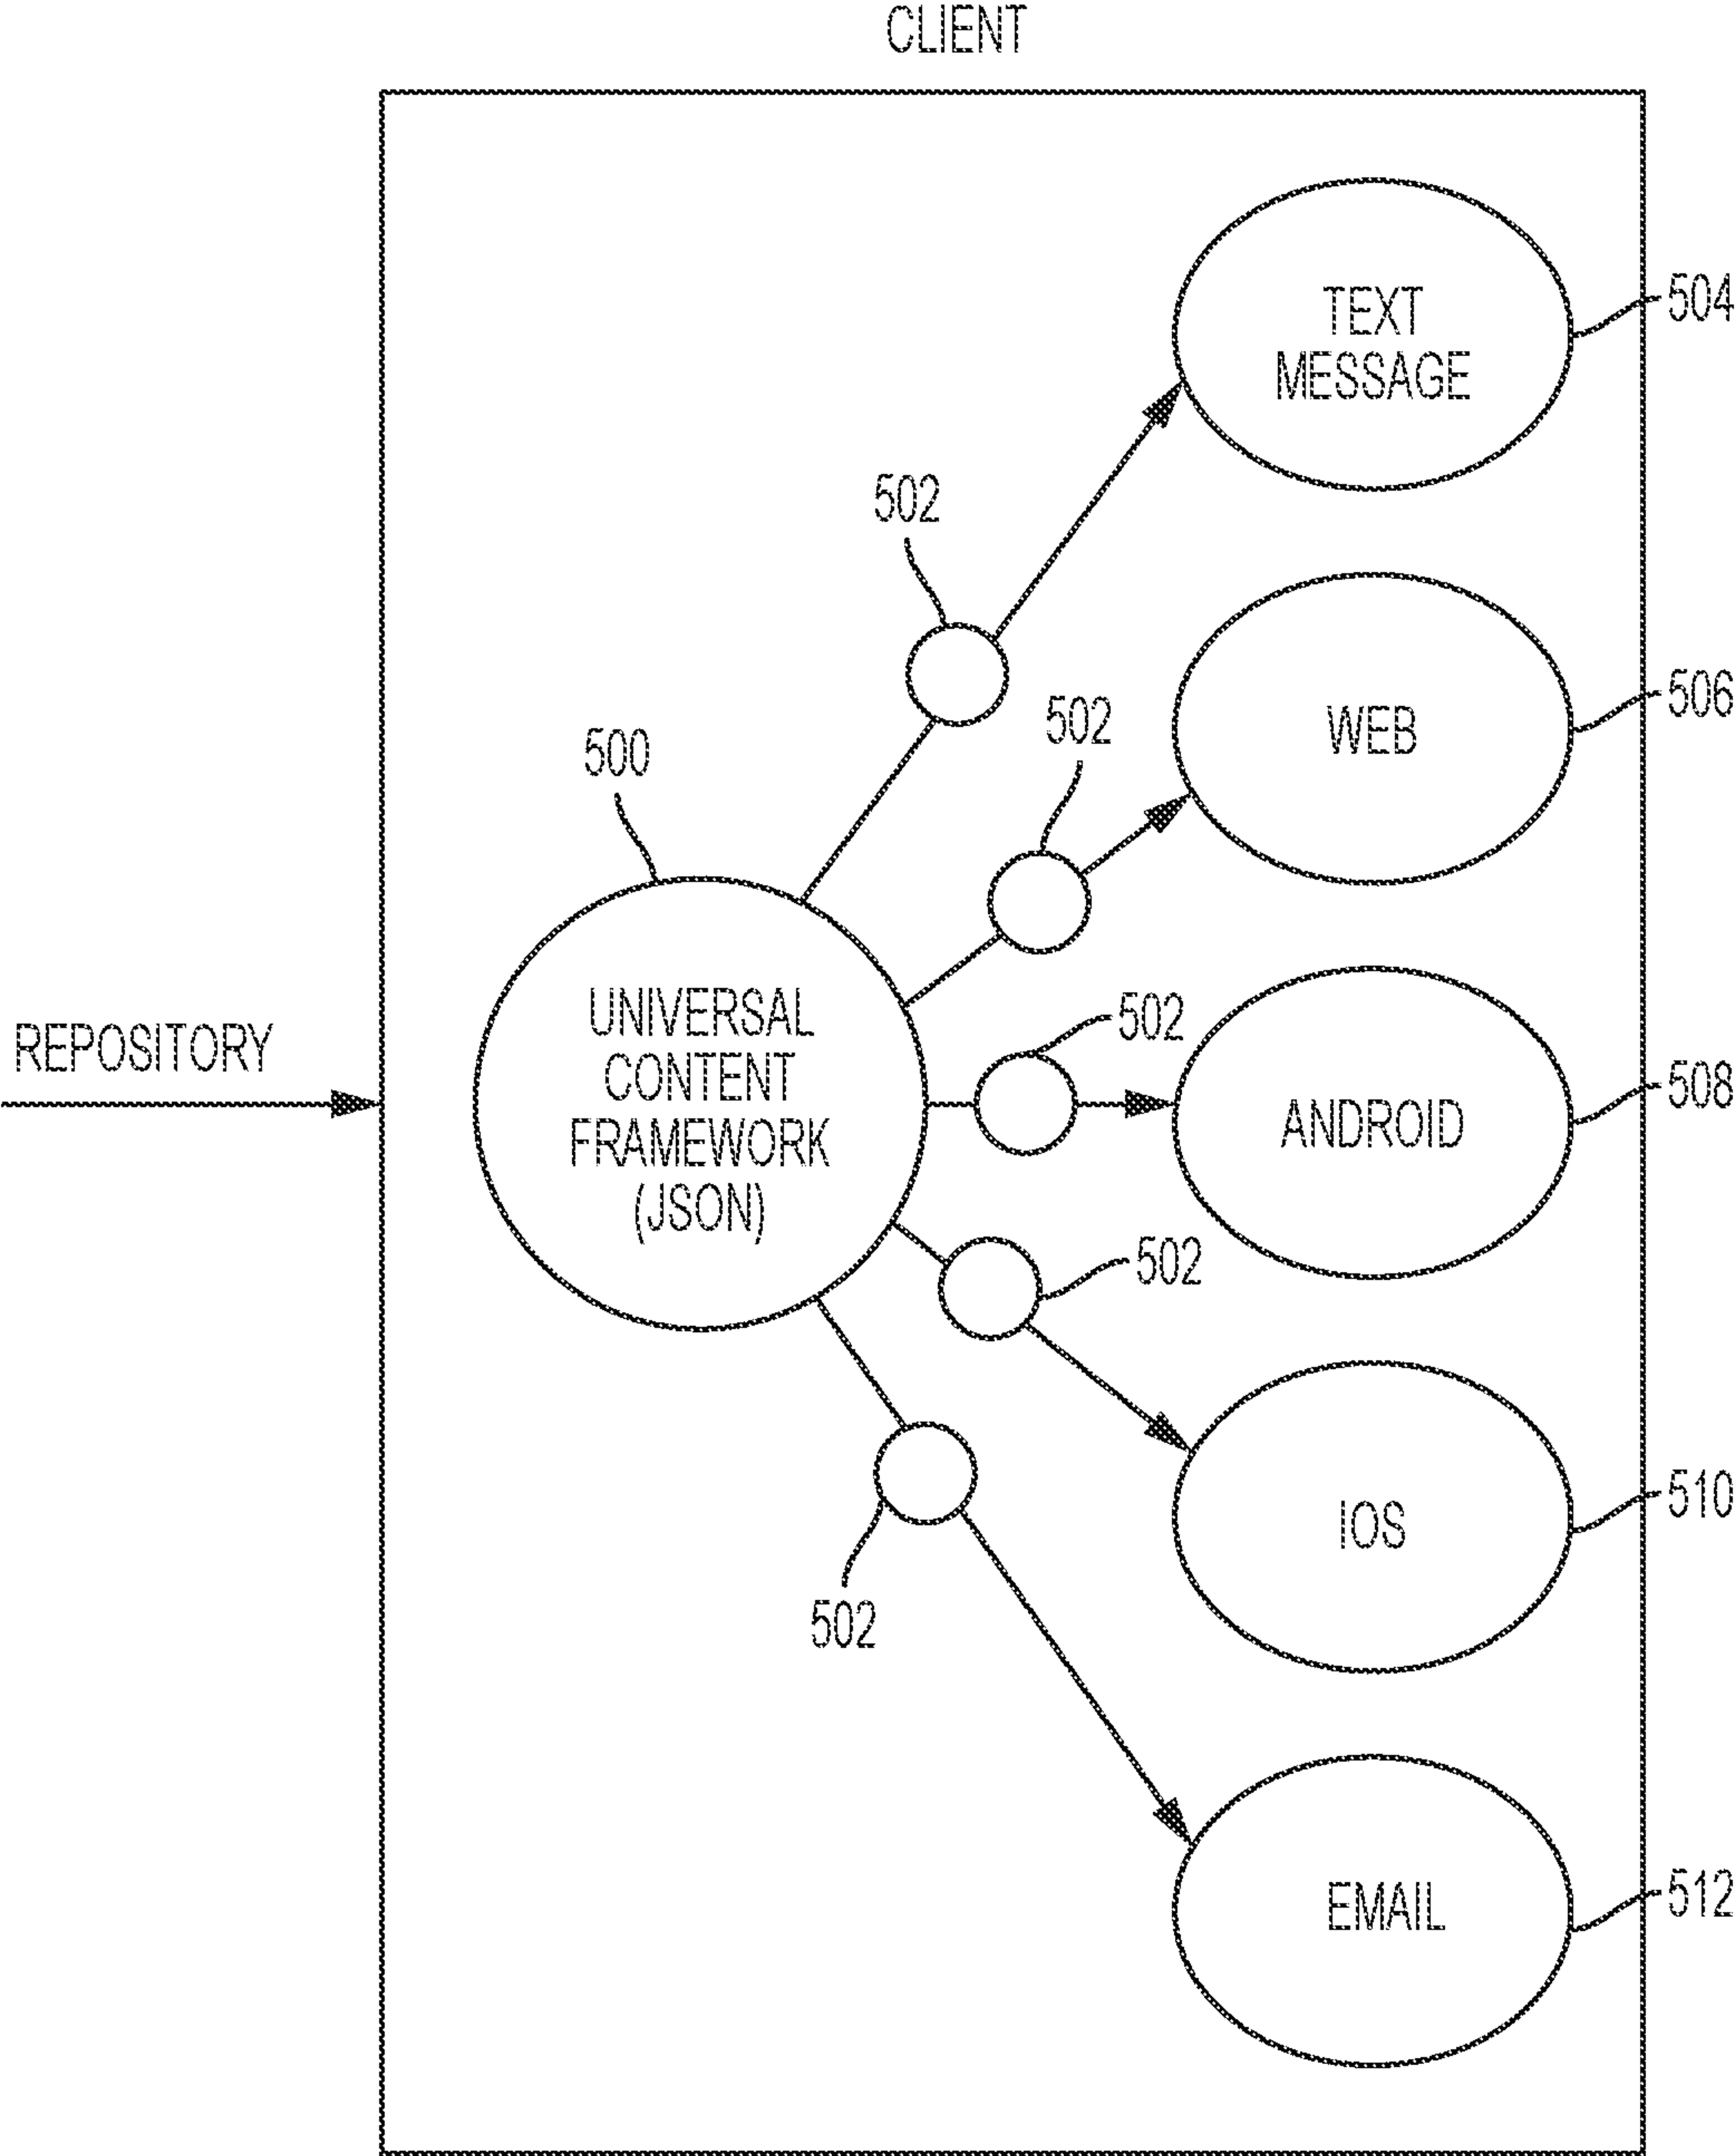 CLIENT
TEXT
MESSAGE
504
502
WEB
506
502
500
UNIVERSAL
CONTENT
FRAMEWORK
(JSON)
REPOSITORY
502
ANDROID
508
502
IOS
510
502
EMAIL
512